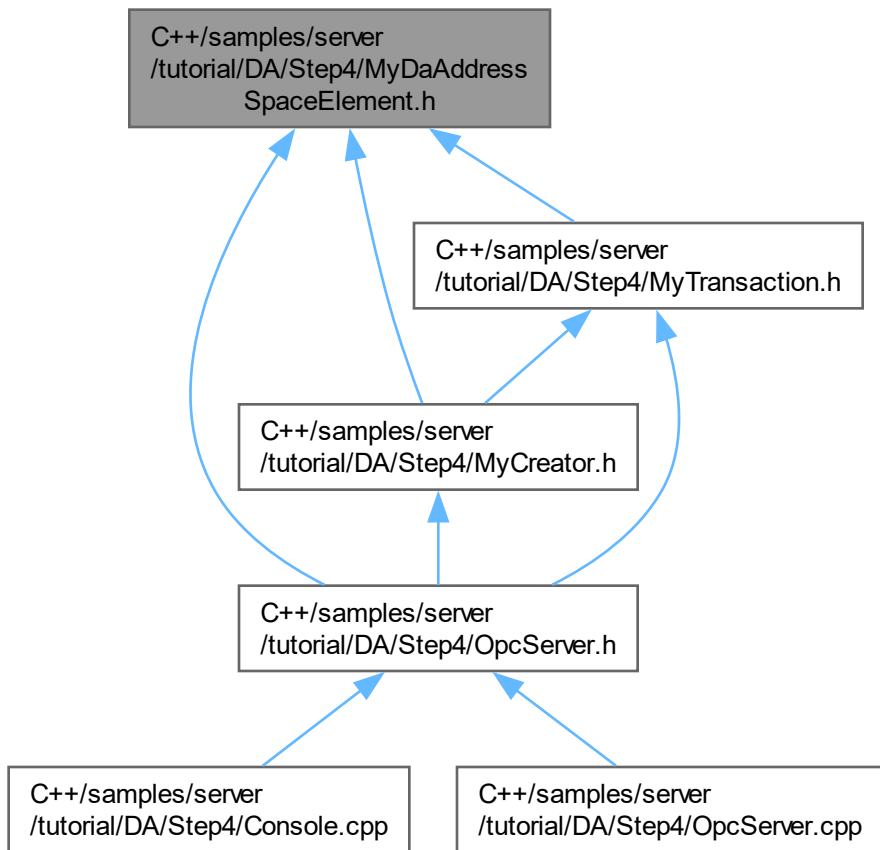 C++/samples/server
/tutorial/DA/Step4/MyDaAddress
SpaceElement.h
C++/samples/server
/tutorial/DA/Step4/MyTransaction.h
C++/samples/server
/tutorial/DA/Step4/MyCreator.h
C++/samples/server
/tutorial/DA/Step4/OpcServer.h
C++/samples/server
/tutorial/DA/Step4/Console.cpp
C++/samples/server
/tutorial/DA/Step4/OpcServer.cpp